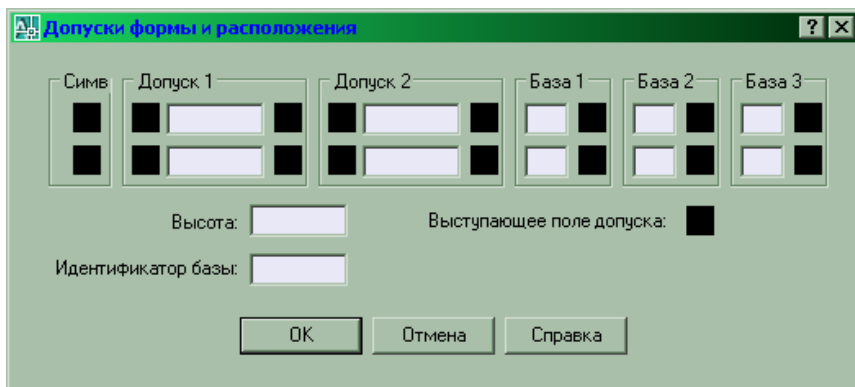 Допуски формы и расположения
Симв Допуск 1 Допуск 2 База 1 База 2 База 3
Высота: Выступающее поле допуска:
Идентификатор базы:
OK Отмена Справка